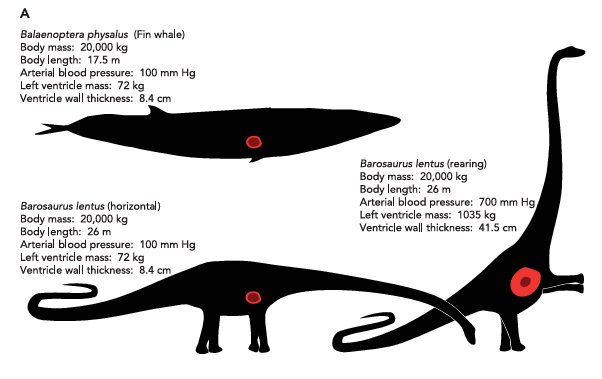 A
Balaenoptera physalus (Fin whale)
Body mass: 20,000 kg
Body length: 17.5 m
Arterial blood pressure: 100 mm Hg
Left ventricle mass: 72 kg
Ventricle wall thickness: 8.4 cm
Barosaurus lentus (rearing)
Body mass: 20,000 kg
Body length: 26 m
Arterial blood pressure: 700 mm Hg
Left ventricle mass: 1035 kg
Ventricle wall thickness: 41.5 cm
Barosaurus lentus (horizontal)
Body mass: 20,000 kg
Body length: 26 m
Arterial blood pressure: 100 mm Hg
Left ventricle mass: 72 kg
Ventricle wall thickness: 8.4 cm